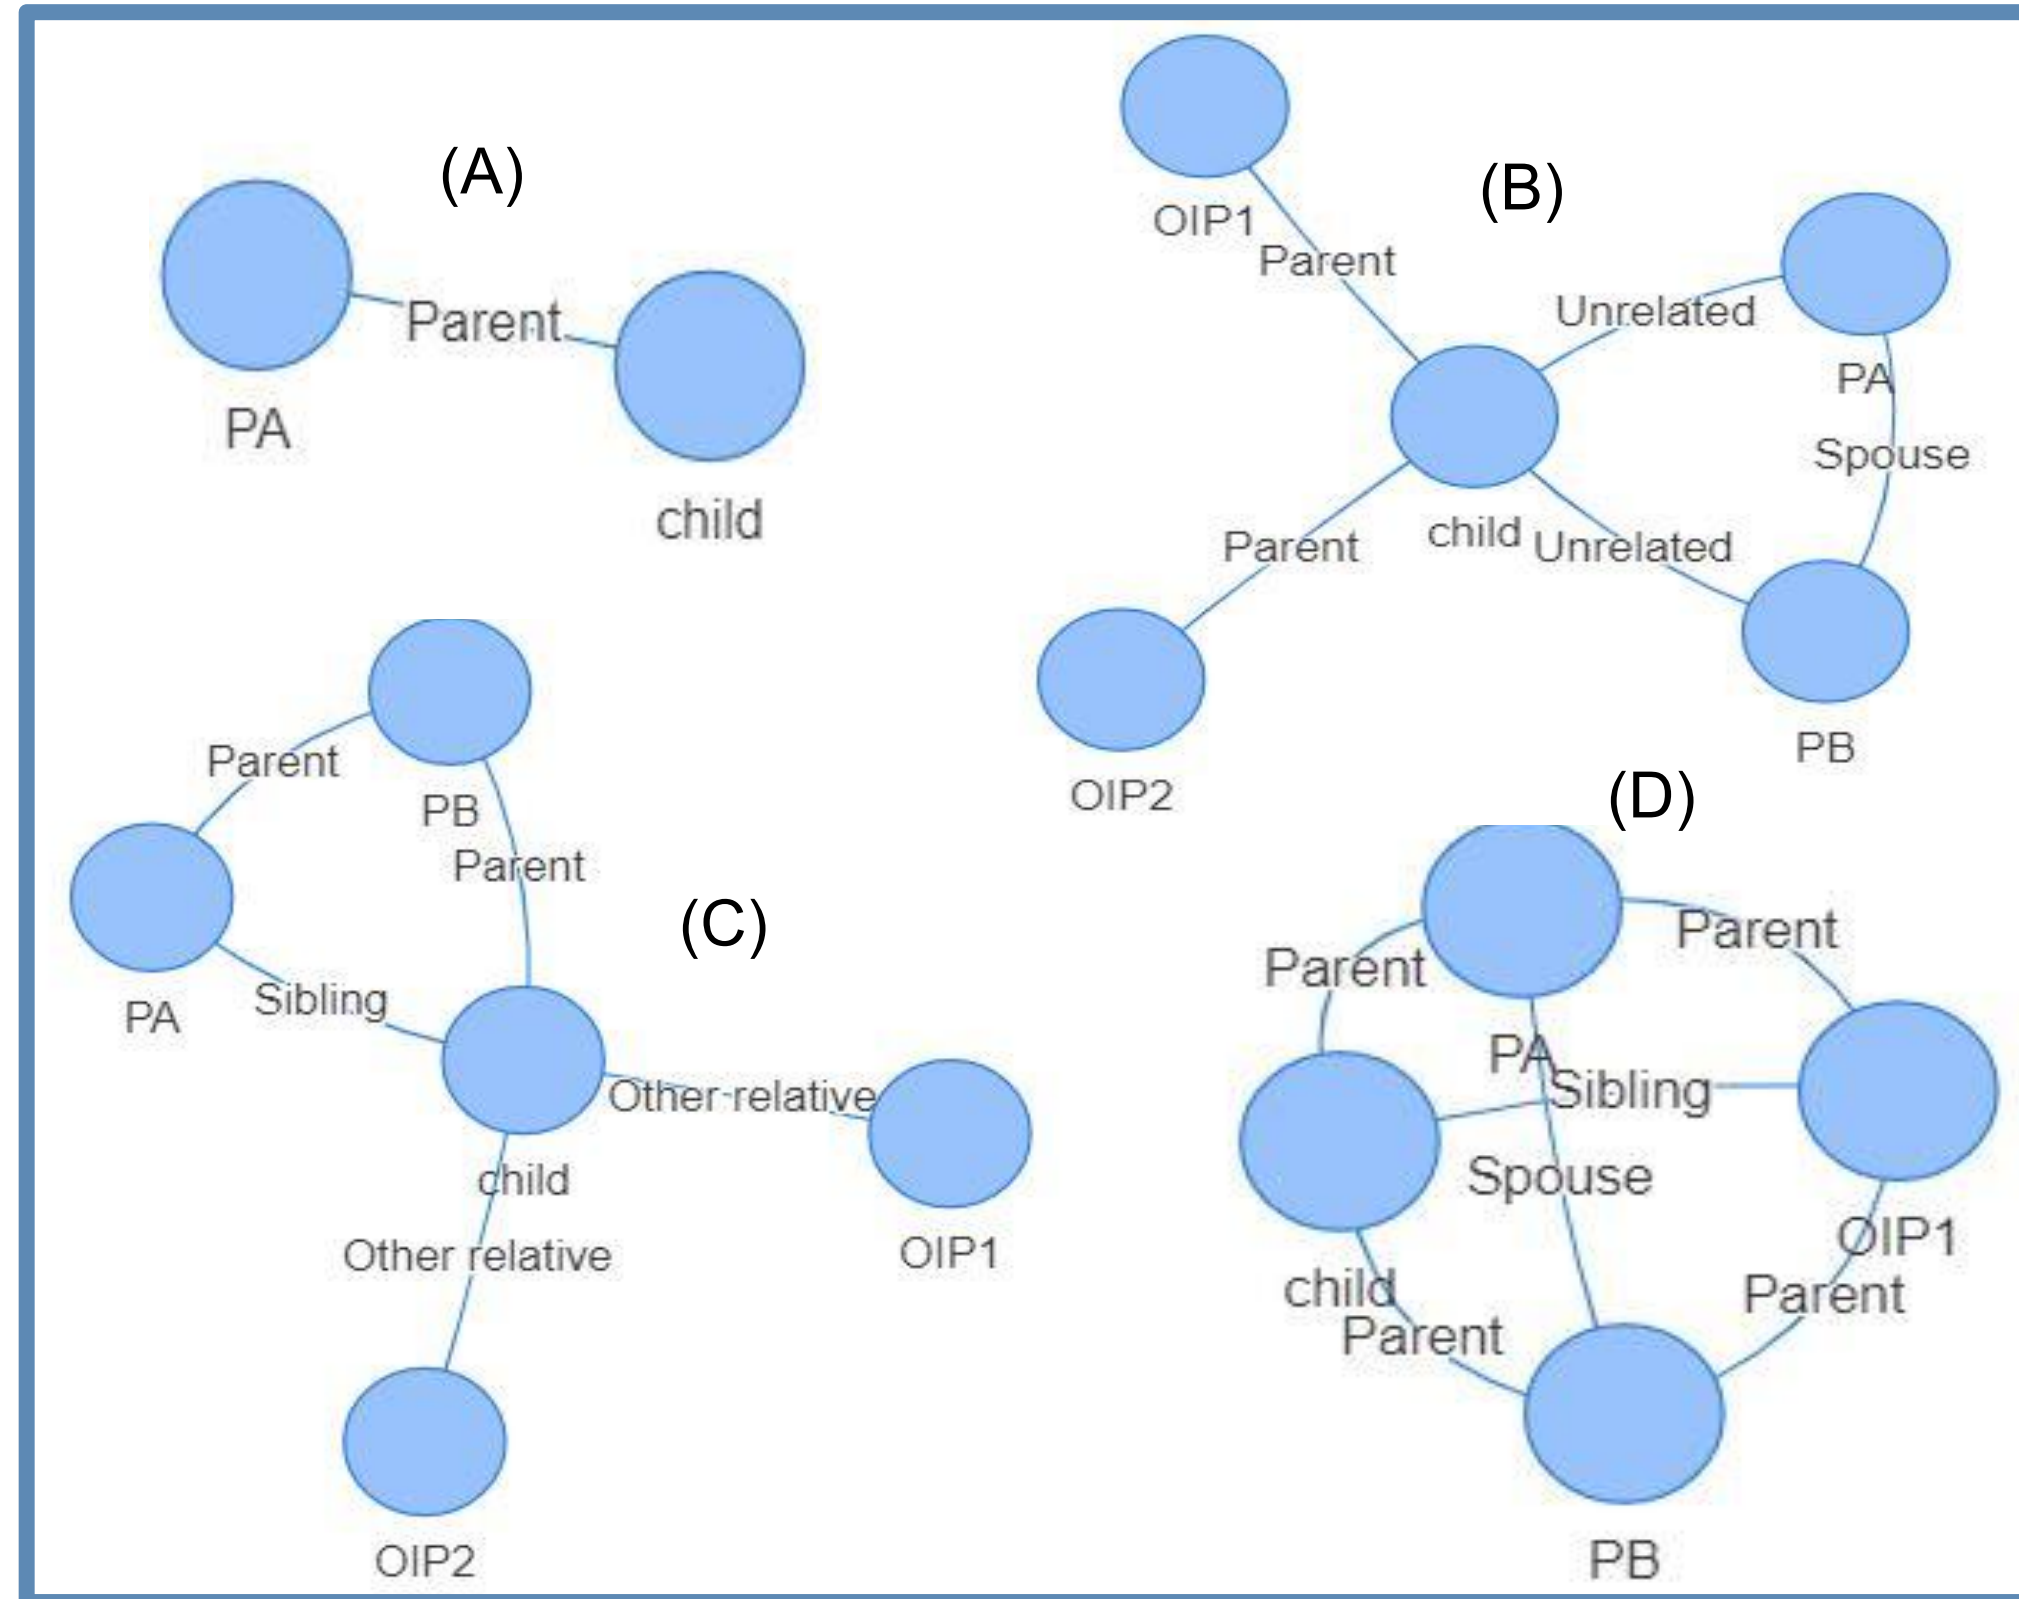 (A)
Parent
PA
child
(B)
OIP1
Parent
Unrelated
PA
Spouse
Parent
child
Unrelated
PB
OIP2
(C)
Parent
PB
Parent
PA
Sibling
Other relative
child
OIP1
Other relative
OIP2
(D)
Parent
Parent
PA
Sibling
Spouse
OIP1
child
Parent
Parent
PB